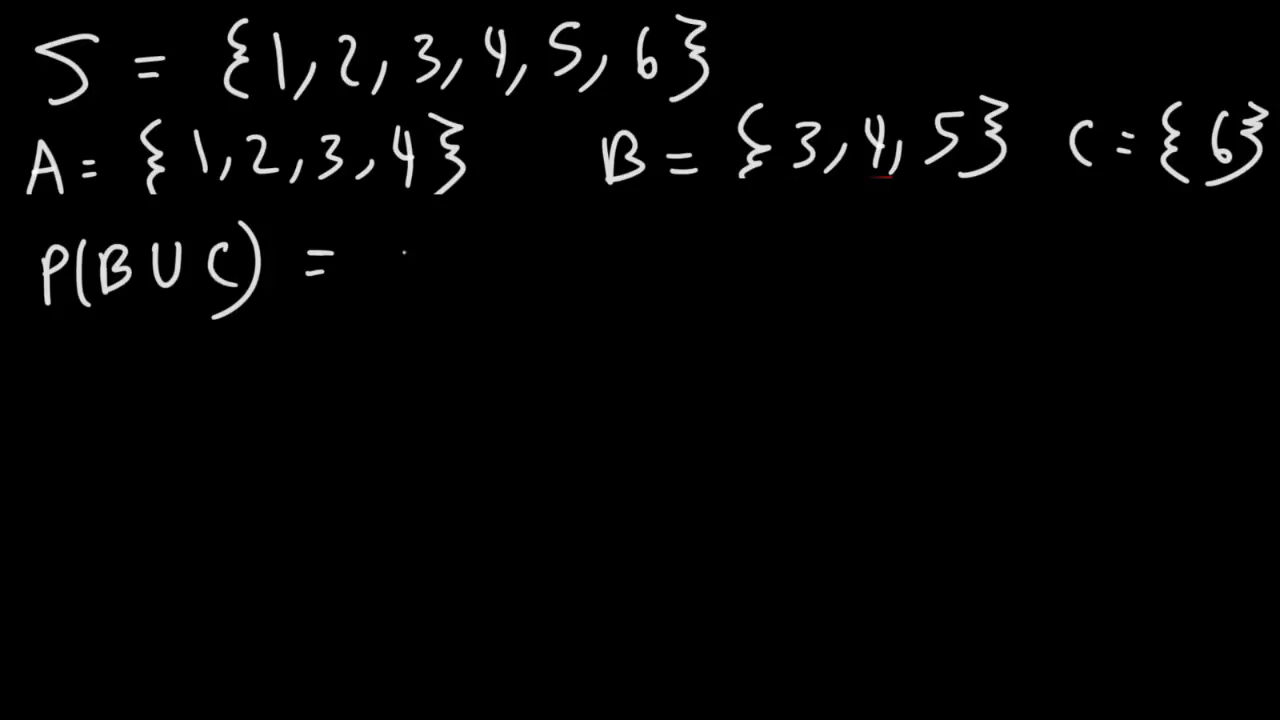 S = {1, 2, 3, 4, 5, 6}
A = {1, 2, 3, 4} B = {3, 4, 5} C = {6}
P(B ∪ C) =